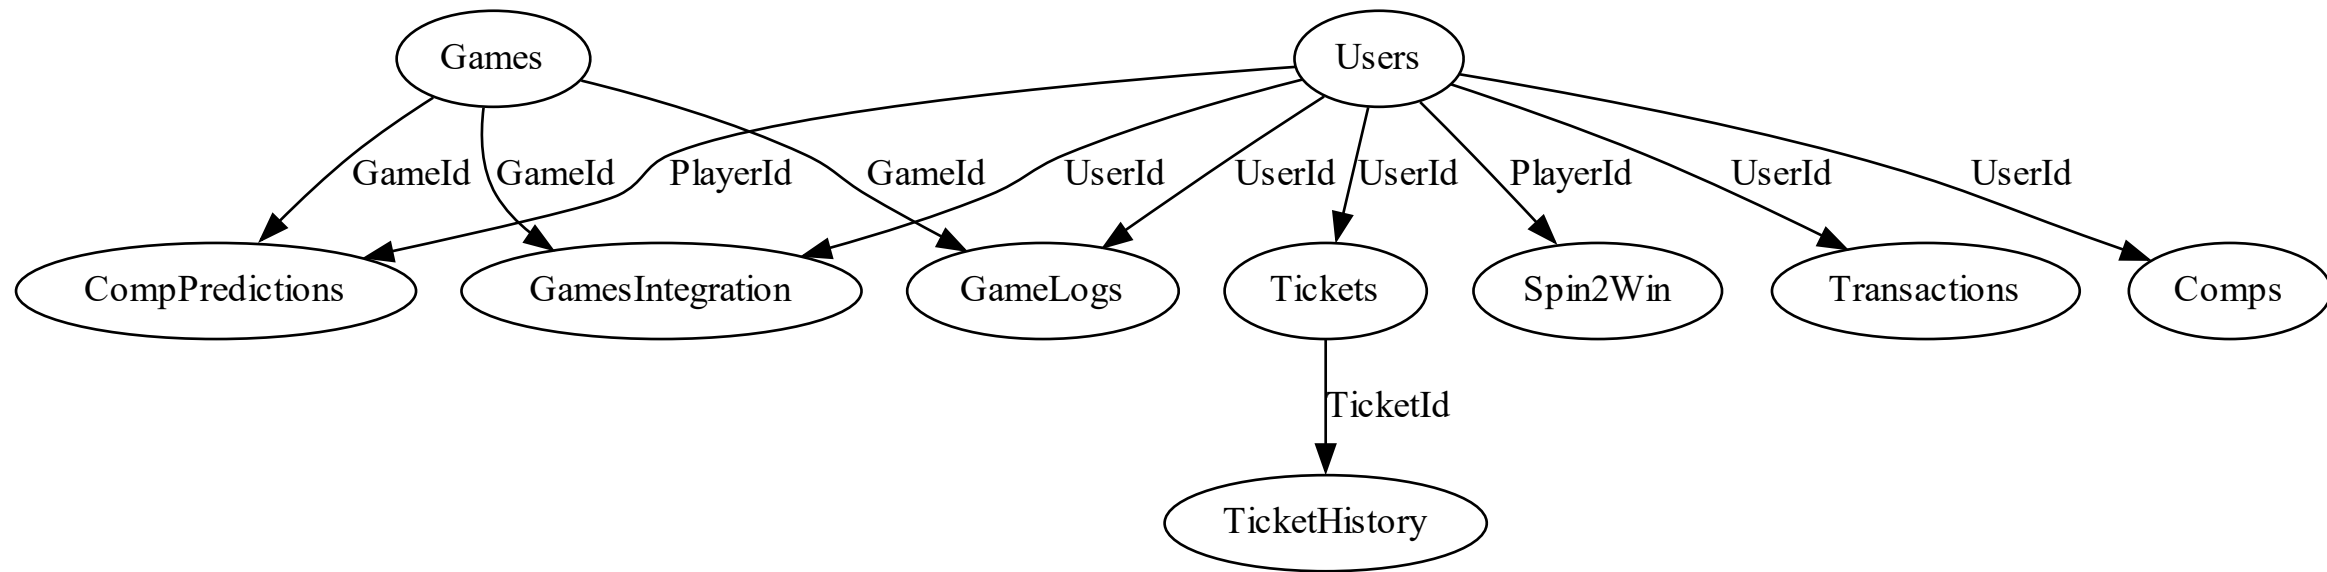 Games
Users
GameId
GameId
PlayerId
GameId
UserId
UserId
UserId
PlayerId
UserId
UserId
CompPredictions
GamesIntegration
GameLogs
Tickets
Spin2Win
Transactions
Comps
TicketId
TicketHistory